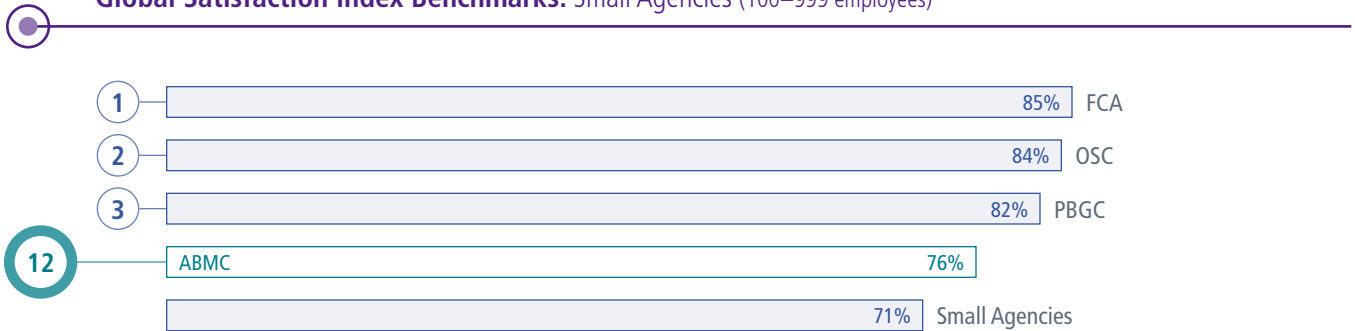 Global Satisfaction Index Benchmarks: Small Agencies (100–999 employees)
1 85% FCA
2 84% OSC
3 82% PBGC
12 ABMC 76%
71% Small Agencies